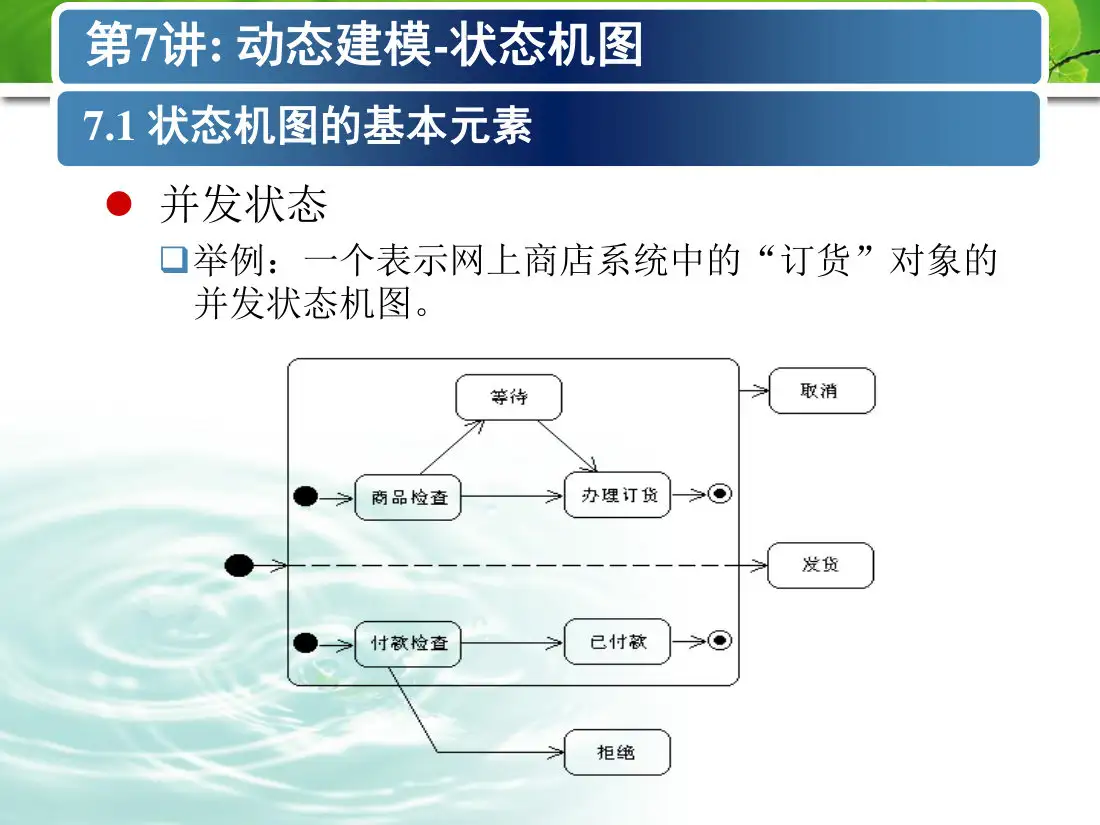 第7讲: 动态建模-状态机图
7.1 状态机图的基本元素
并发状态
举例：一个表示网上商店系统中的“订货”对象的
并发状态机图。
等待
取消
商品检查
办理订货
发货
付款检查
已付款
拒绝